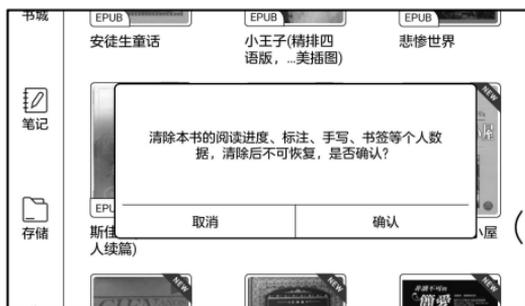 书城
EPUB
EPUB
EPUB
安徒生童话
小王子(精排四
语版，...美插图)
悲惨世界
笔记
NEW
清除本书的阅读进度、标注、手写、书签等个人数
据，清除后不可恢复，是否确认？
取消
确认
存储
斯佳
人续篇)
小屋
NEW
NEW
NEW
簡愛